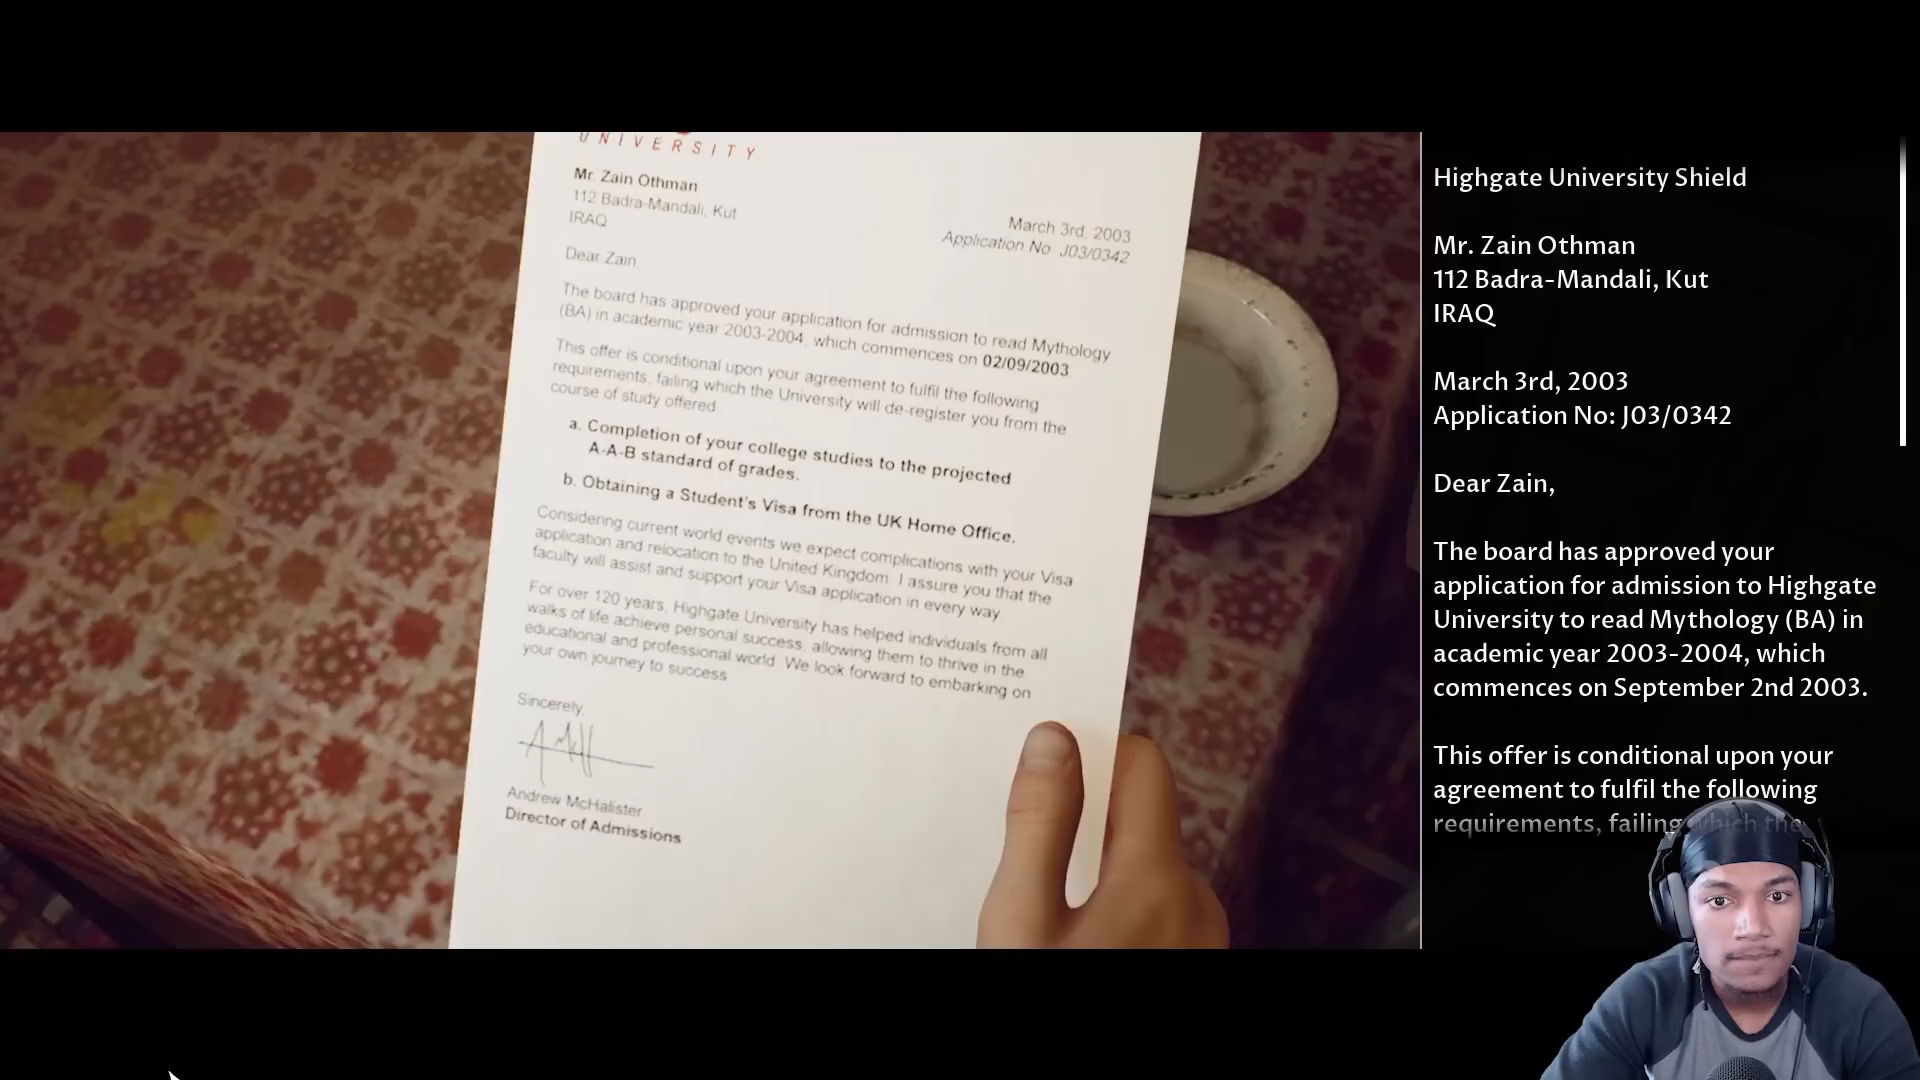 UNIVERSITY
Mr. Zain Othman
112 Badra-Mandali, Kut
IRAQ
March 3rd, 2003
Application No J03/0342
Dear Zain,
The board has approved your application for admission to read Mythology
(BA) in academic year 2003-2004, which commences on 02/09/2003
This offer is conditional upon your agreement to fulfil the following
requirements, failing which the University will de-register you from the
course of study offered
a. Completion of your college studies to the projected
A-A-B standard of grades.
b. Obtaining a Student's Visa from the UK Home Office.
Considering current world events we expect complications with your Visa
application and relocation to the United Kingdom. I assure you that the
faculty will assist and support your Visa application in every way
For over 120 years, Highgate University has helped individuals from all
walks of life achieve personal success, allowing them to thrive in the
educational and professional world. We look forward to embarking on
your own journey to success
Sincerely,
Andrew McHalister
Director of Admissions
Highgate University Shield
Mr. Zain Othman
112 Badra-Mandali, Kut
IRAQ
March 3rd, 2003
Application No: J03/0342
Dear Zain,
The board has approved your
application for admission to Highgate
University to read Mythology (BA) in
academic year 2003-2004, which
commences on September 2nd 2003.
This offer is conditional upon your
agreement to fulfil the following
requirements, failing which the